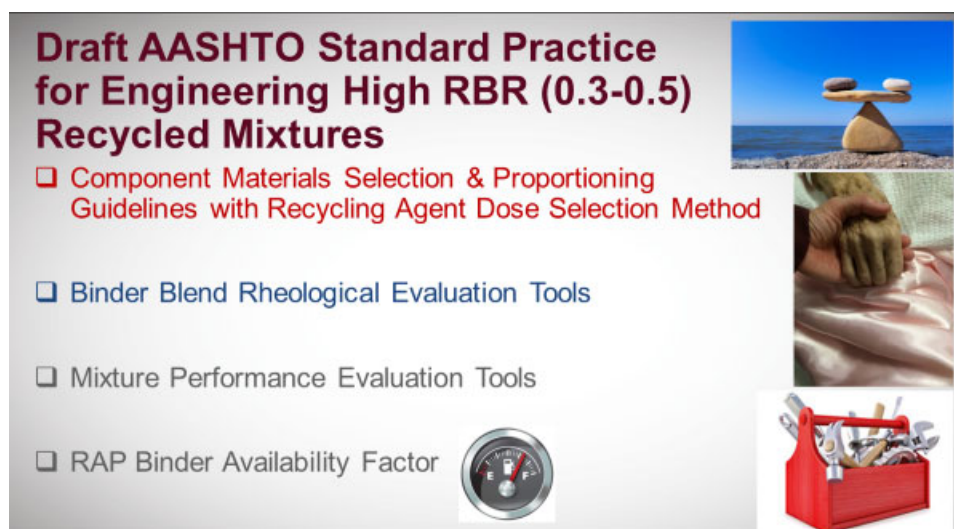 Draft AASHTO Standard Practice
for Engineering High RBR (0.3-0.5)
Recycled Mixtures
Component Materials Selection & Proportioning
Guidelines with Recycling Agent Dose Selection Method
Binder Blend Rheological Evaluation Tools
Mixture Performance Evaluation Tools
RAP Binder Availability Factor
E F